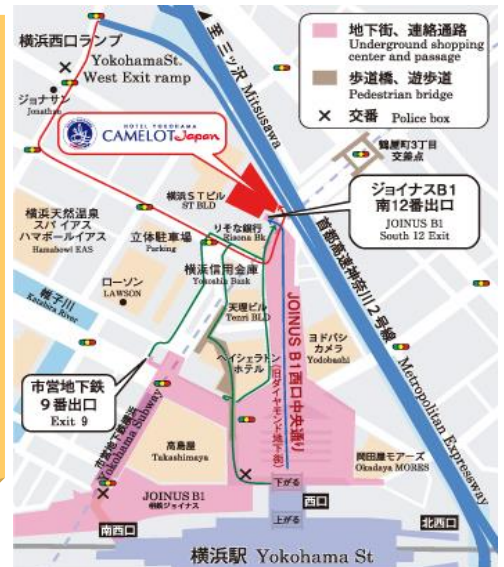 横浜西口ランプ
YokohamaSt.
West Exit ramp
ジョナサン
Jonathan
至三ッ沢 Mitsusawa
地下街、連絡通路
Underground shopping
center and passage
歩道橋、遊歩道
Pedestrian bridge
交番 Police box
HOTEL YOKOHAMA
CAMELOT Japan
鶴屋町3丁目
交差点
横浜STビル
ST BLD
ジョイナスB1
南12番出口
JOINUS B1
South 12 Exit
横浜天然温泉
スパ イアス
ハマボールイアス
Hamabowl EAS
立体駐車場
Parking
りそな銀行
Risona Bk
横浜信用金庫
Yokoshin Bank
首都高速神奈川2号線
Metropolitan Expressway
帷子川
Katabira River
ローソン
LAWSON
天理ビル
Tenri BLD
JOINUS B1 西口中央通り
(旧ダイヤモンド地下街)
ヨドバシ
カメラ
Yodobashi
市営地下鉄
9番出口
Exit 9
ベイシェラトン
ホテル
市営地下鉄横浜
Yokohama Subway
高島屋
Takashimaya
岡田屋モアーズ
Okadaya MORES
JOINUS B1
相鉄ジョイナス
下がる
西口
上がる
南西口
北西口
横浜駅 Yokohama St